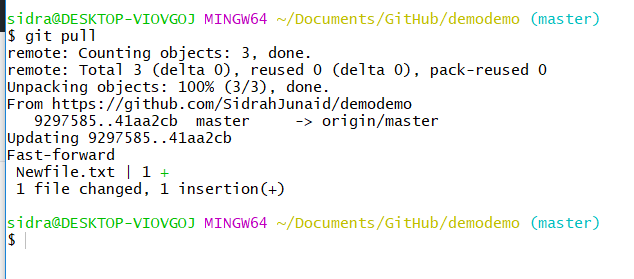 sidra@DESKTOP-VIOVGOJ MINGW64 ~/Documents/GitHub/demodemo (master)
$ git pull
remote: Counting objects: 3, done.
remote: Total 3 (delta 0), reused 0 (delta 0), pack-reused 0
Unpacking objects: 100% (3/3), done.
From https://github.com/SidrahJunaid/demodemo
   9297585..41aa2cb  master     -> origin/master
Updating 9297585..41aa2cb
Fast-forward
 Newfile.txt | 1 +
 1 file changed, 1 insertion(+)
sidra@DESKTOP-VIOVGOJ MINGW64 ~/Documents/GitHub/demodemo (master)
$